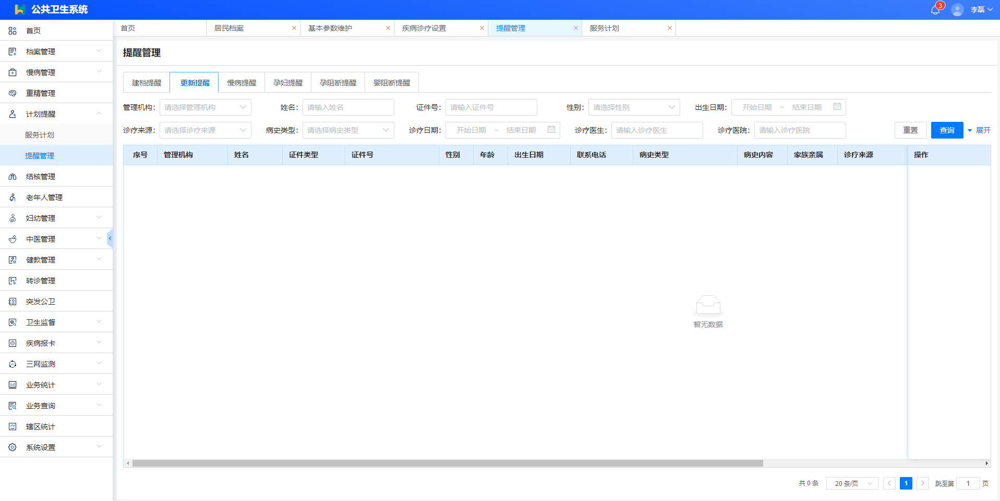 公共卫生系统
3
李磊
首页
档案管理
慢病管理
重精管理
计划提醒
服务计划
提醒管理
结核管理
老年人管理
妇幼管理
中医管理
健教管理
转诊管理
突发公卫
卫生监督
疾病报卡
三网监测
业务统计
业务查询
辖区统计
系统设置
首页 居民档案 基本参数维护 疾病诊疗设置 提醒管理 服务计划
提醒管理
建档提醒 更新提醒 慢病提醒 孕妇提醒 孕阻断提醒 婴阻断提醒
管理机构: 请选择管理机构 姓名: 请输入姓名 证件号: 请输入证件号 性别: 请选择性别 出生日期: 开始日期 ~ 结束日期
诊疗来源: 请选择诊疗来源 病史类型: 请选择病史类型 诊疗日期: 开始日期 ~ 结束日期 诊疗医生: 请输入诊疗医生 诊疗医院: 请输入诊疗医院 重置 查询 展开
序号 管理机构 姓名 证件类型 证件号 性别 年龄 出生日期 联系电话 病史类型 病史内容 家族亲属 诊疗来源 操作
暂无数据
共 0 条 20 条/页 1 跳至第 1 页